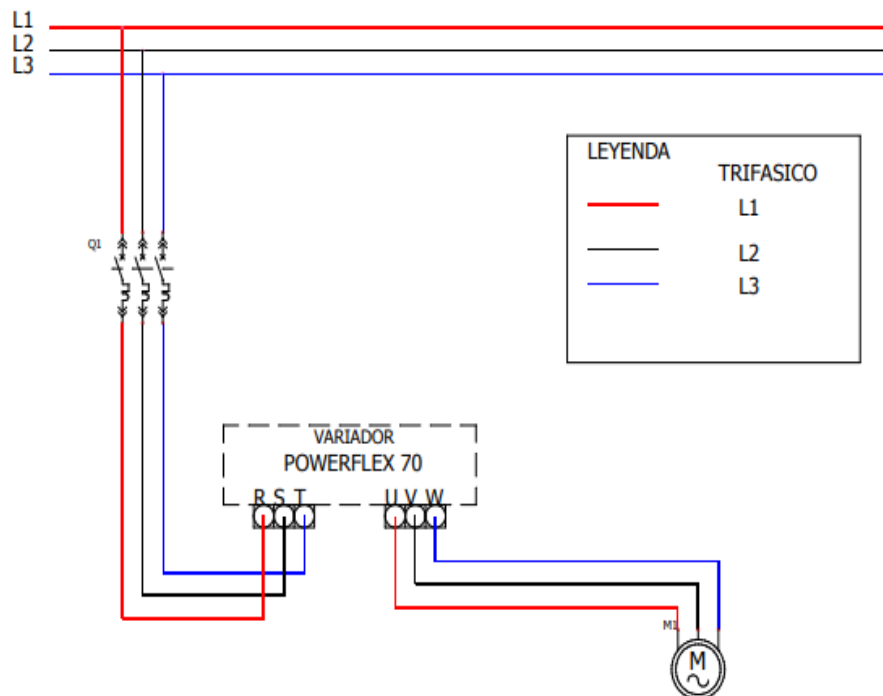 L1
L2
L3
LEYENDA
TRIFASICO
L1
L2
L3
Q1
VARIADOR
POWERFLEX 70
R S T U V W
M1
M